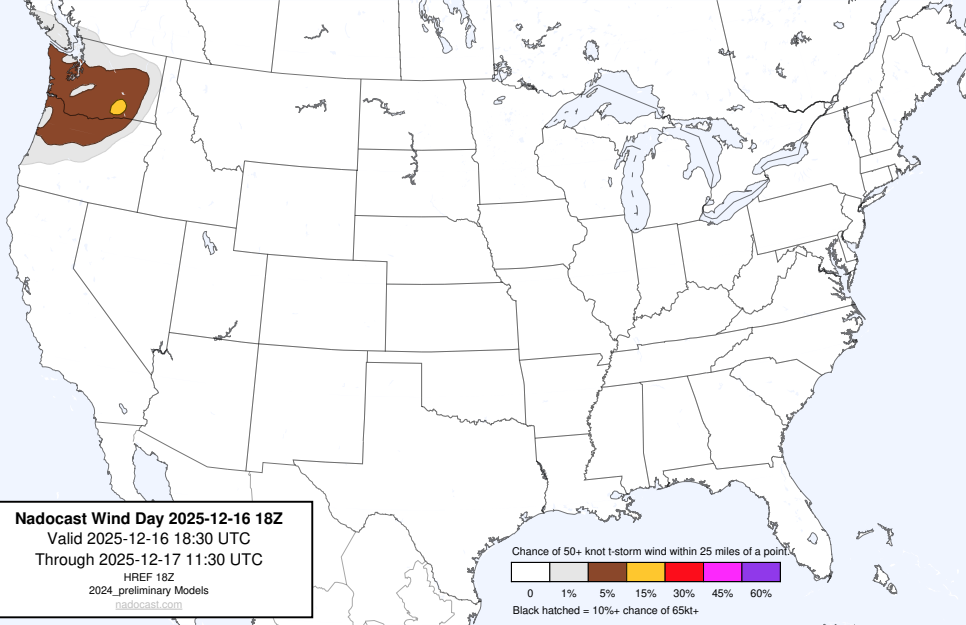 Nadocast Wind Day 2025-12-16 18Z
Valid 2025-12-16 18:30 UTC
Through 2025-12-17 11:30 UTC
HREF 18Z
2024_preliminary Models
nadocast.com
Chance of 50+ knot t-storm wind within 25 miles of a point.
0 1% 5% 15% 30% 45% 60%
Black hatched = 10%+ chance of 65kt+